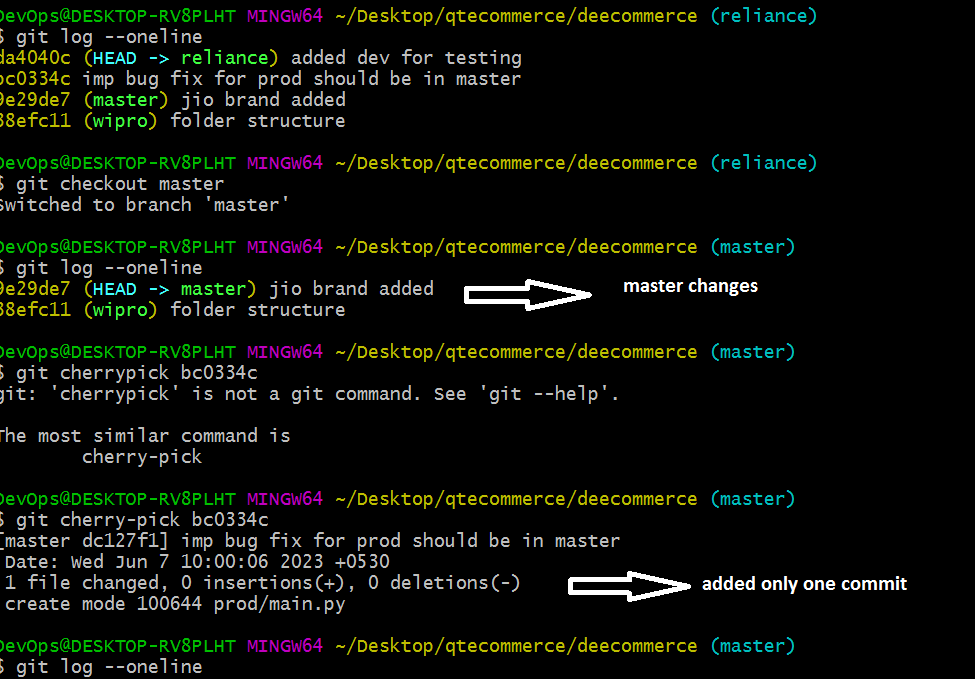 DevOps@DESKTOP-RV8PLHT MINGW64 ~/Desktop/qtecommerce/deecommerce (reliance)
$ git log --oneline
da4040c (HEAD -> reliance) added dev for testing
bc0334c imp bug fix for prod should be in master
9e29de7 (master) jio brand added
38efc11 (wipro) folder structure
DevOps@DESKTOP-RV8PLHT MINGW64 ~/Desktop/qtecommerce/deecommerce (reliance)
$ git checkout master
Switched to branch 'master'
DevOps@DESKTOP-RV8PLHT MINGW64 ~/Desktop/qtecommerce/deecommerce (master)
$ git log --oneline
9e29de7 (HEAD -> master) jio brand added master changes
38efc11 (wipro) folder structure
DevOps@DESKTOP-RV8PLHT MINGW64 ~/Desktop/qtecommerce/deecommerce (master)
$ git cherrypick bc0334c
git: 'cherrypick' is not a git command. See 'git --help'.
The most similar command is
cherry-pick
DevOps@DESKTOP-RV8PLHT MINGW64 ~/Desktop/qtecommerce/deecommerce (master)
$ git cherry-pick bc0334c
[master dc127f1] imp bug fix for prod should be in master
Date: Wed Jun 7 10:00:06 2023 +0530
1 file changed, 0 insertions(+), 0 deletions(-) added only one commit
create mode 100644 prod/main.py
DevOps@DESKTOP-RV8PLHT MINGW64 ~/Desktop/qtecommerce/deecommerce (master)
$ git log --oneline